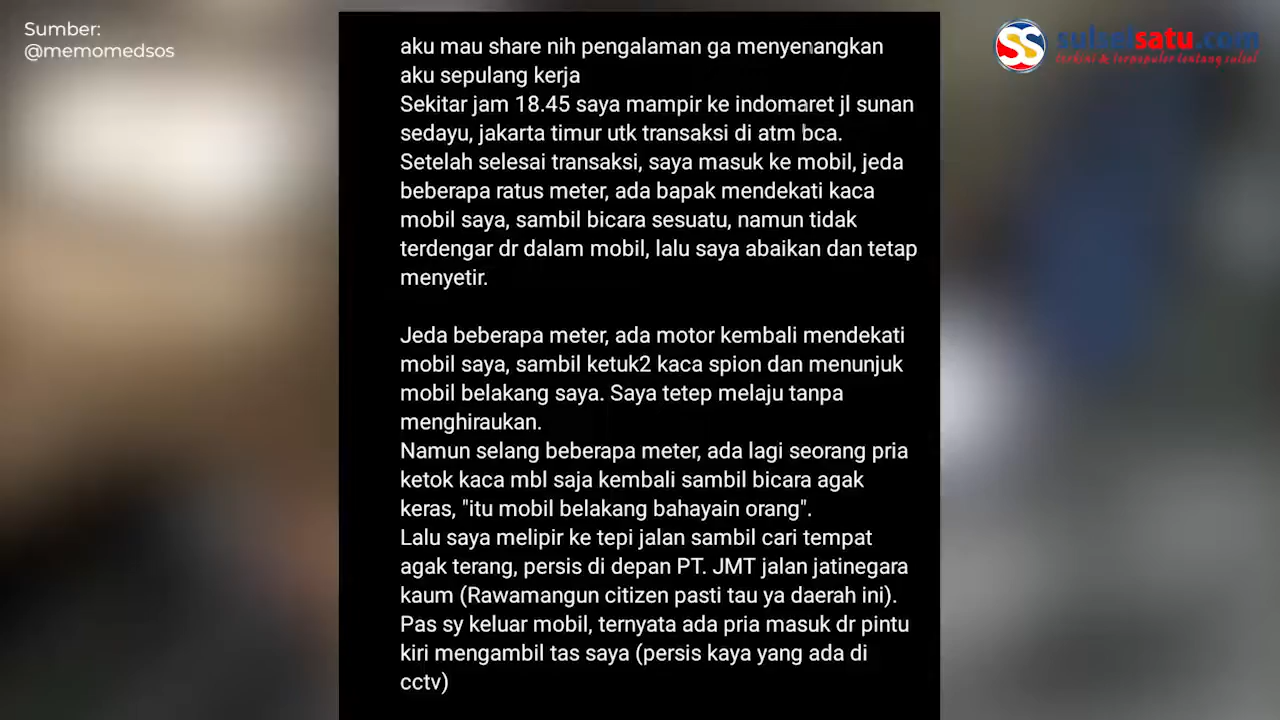 Sumber:
@memomedsos
sulselsatu.com
terkini & terpopuler tentang sulsel
aku mau share nih pengalaman ga menyenangkan
aku sepulang kerja
Sekitar jam 18.45 saya mampir ke indomaret jl sunan
sedayu, jakarta timur utk transaksi di atm bca.
Setelah selesai transaksi, saya masuk ke mobil, jeda
beberapa ratus meter, ada bapak mendekati kaca
mobil saya, sambil bicara sesuatu, namun tidak
terdengar dr dalam mobil, lalu saya abaikan dan tetap
menyetir.
Jeda beberapa meter, ada motor kembali mendekati
mobil saya, sambil ketuk2 kaca spion dan menunjuk
mobil belakang saya. Saya tetep melaju tanpa
menghiraukan.
Namun selang beberapa meter, ada lagi seorang pria
ketok kaca mbl saja kembali sambil bicara agak
keras, "itu mobil belakang bahayain orang".
Lalu saya melipir ke tepi jalan sambil cari tempat
agak terang, persis di depan PT. JMT jalan jatinegara
kaum (Rawamangun citizen pasti tau ya daerah ini).
Pas sy keluar mobil, ternyata ada pria masuk dr pintu
kiri mengambil tas saya (persis kaya yang ada di
cctv)